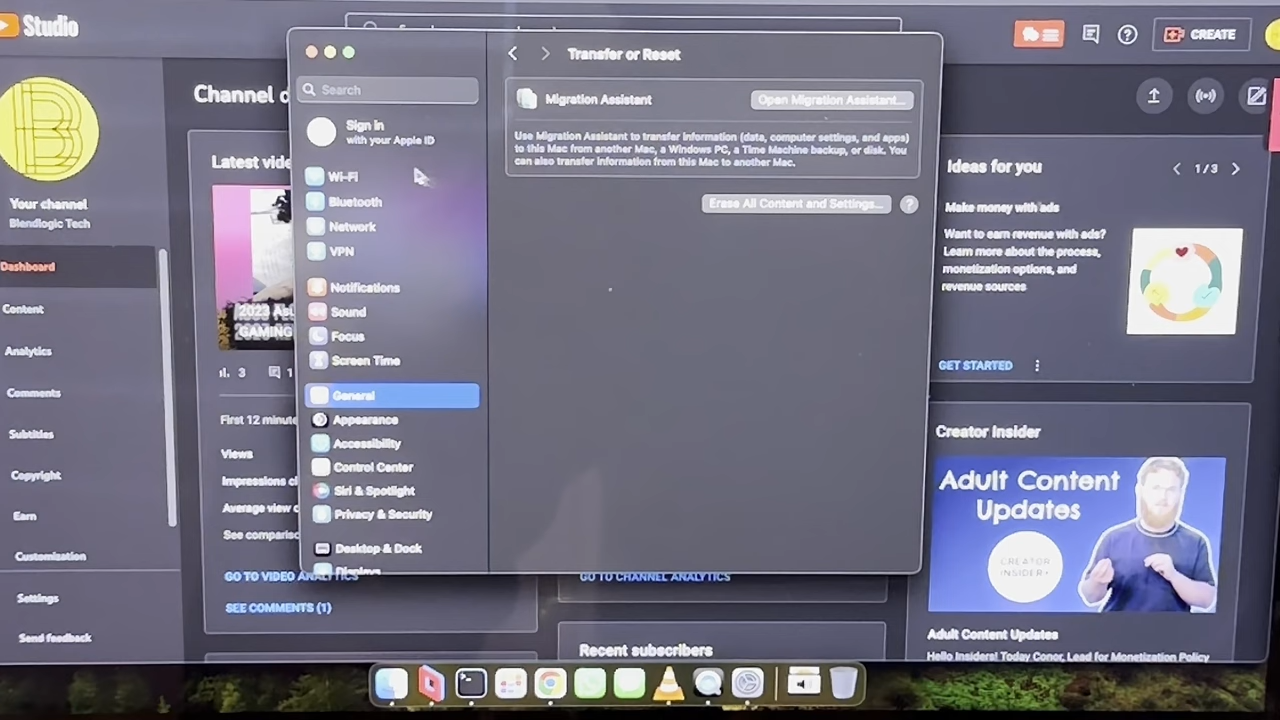 Studio
CREATE
Transfer or Reset
Search
Sign in
with your Apple ID
Wi-Fi
Bluetooth
Network
VPN
Notifications
Sound
Focus
Screen Time
General
Appearance
Accessibility
Control Center
Siri & Spotlight
Privacy & Security
Desktop & Dock
Displays
Migration Assistant
Open Migration Assistant...
Use Migration Assistant to transfer information (data, computer settings, and apps)
to this Mac from another Mac, a Windows PC, a Time Machine backup, or disk. You
can also transfer information from this Mac to another Mac.
Erase All Content and Settings...
?
Your channel
Blendlogic Tech
Dashboard
Content
Analytics
Comments
Subtitles
Copyright
Earn
Customization
Settings
Send feedback
Channel d
Latest vide
2023 Asu
GAMING
3
1
First 12 minute
Views
Impressions cl
Average view d
See comparisc
GO TO VIDEO ANALYTICS
SEE COMMENTS (1)
GO TO CHANNEL ANALYTICS
Recent subscribers
Ideas for you
1/3
Make money with ads
Want to earn revenue with ads?
Learn more about the process,
monetization options, and
revenue sources
GET STARTED
Creator Insider
Adult Content
Updates
CREATOR
INSIDER
Adult Content Updates
Hello Insiders! Today Conor, Lead for Monetization Policy